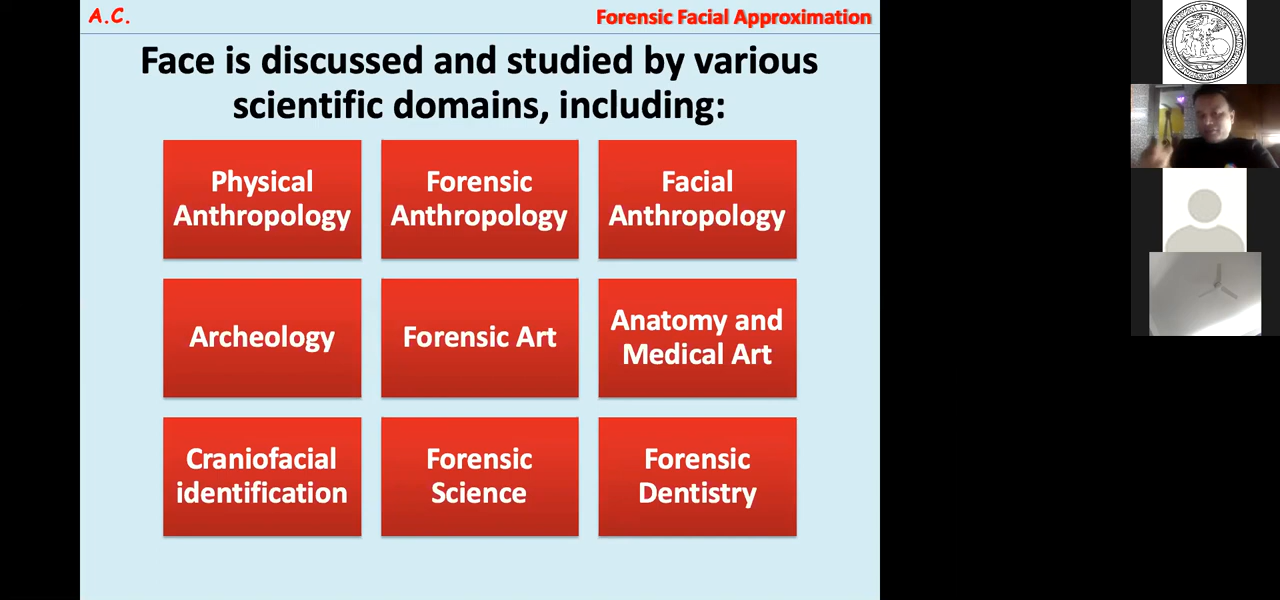 A.C.
Forensic Facial Approximation
Face is discussed and studied by various
scientific domains, including:
Physical
Anthropology
Forensic
Anthropology
Facial
Anthropology
Archeology
Forensic Art
Anatomy and
Medical Art
Craniofacial
identification
Forensic
Science
Forensic
Dentistry